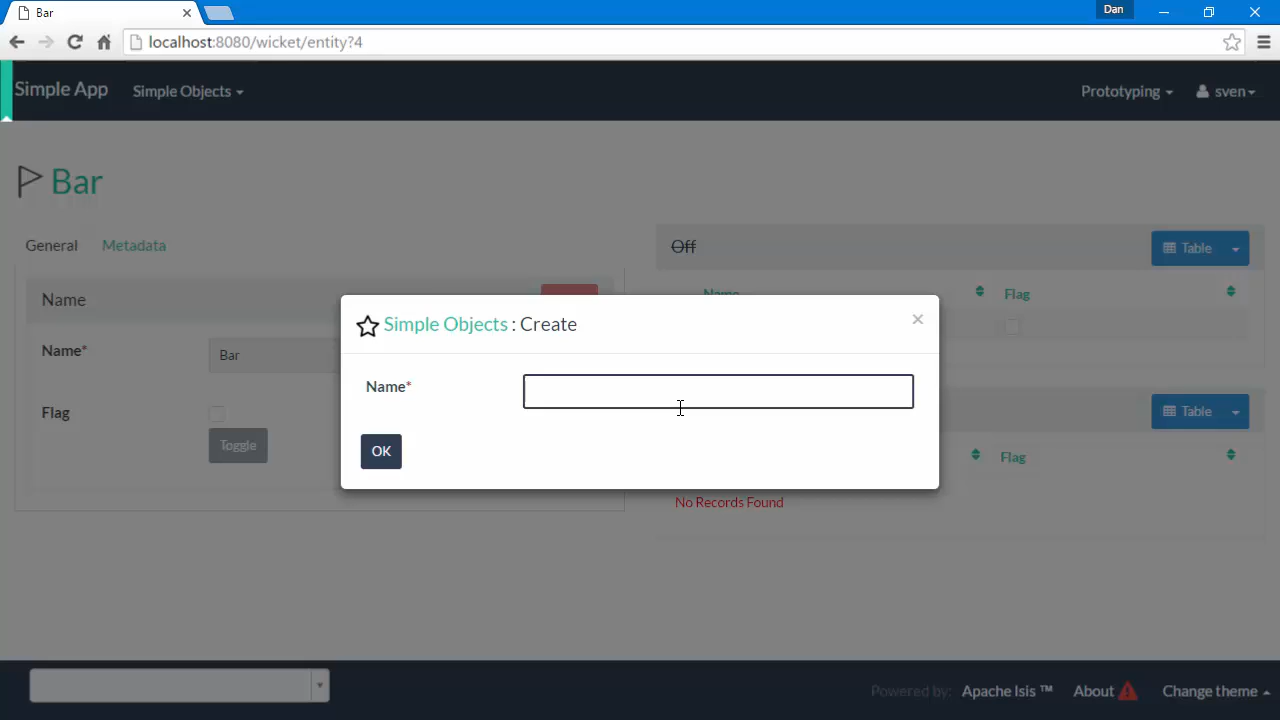 Bar
Dan
localhost:8080/wicket/entity?4
Simple App
Simple Objects
Prototyping
sven
Bar
General
Metadata
Off
Table
Name
Flag
Name
Name*
Bar
Flag
Toggle
Simple Objects : Create
×
Name*
OK
Table
Flag
No Records Found
Powered by: Apache Isis ™
About
Change theme